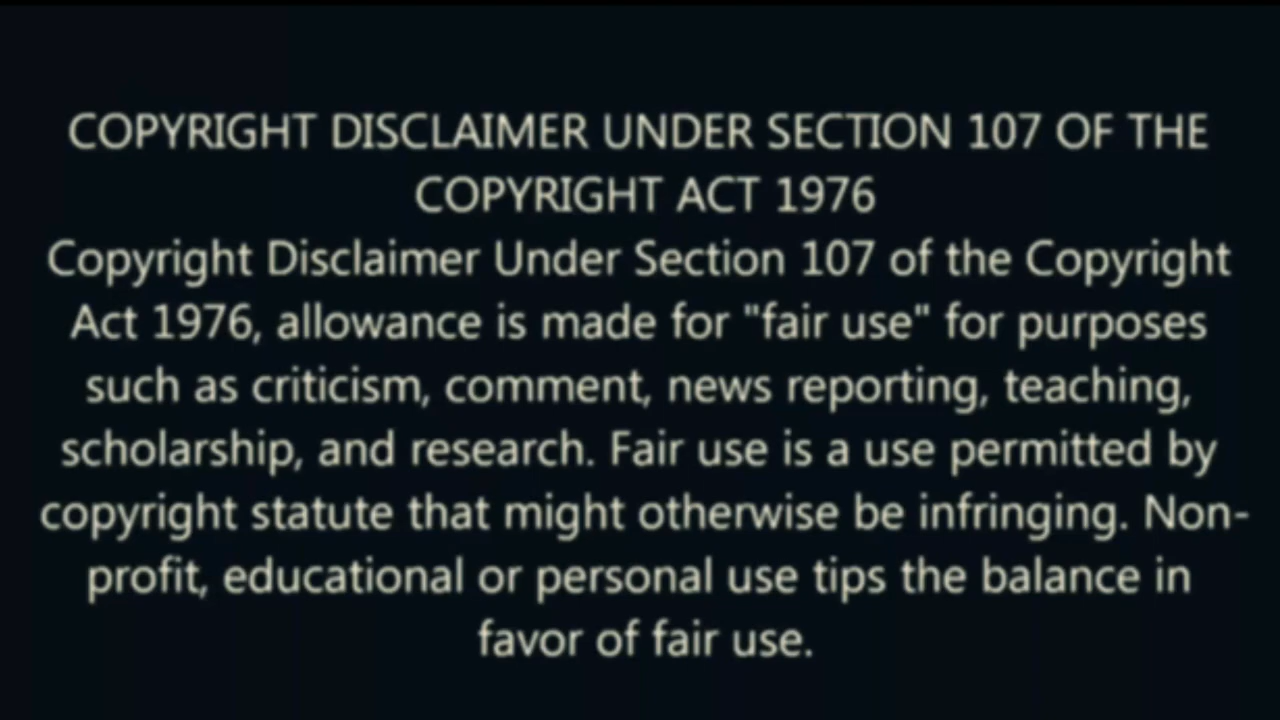 COPYRIGHT DISCLAIMER UNDER SECTION 107 OF THE
COPYRIGHT ACT 1976
Copyright Disclaimer Under Section 107 of the Copyright
Act 1976, allowance is made for "fair use" for purposes
such as criticism, comment, news reporting, teaching,
scholarship, and research. Fair use is a use permitted by
copyright statute that might otherwise be infringing. Non-
profit, educational or personal use tips the balance in
favor of fair use.